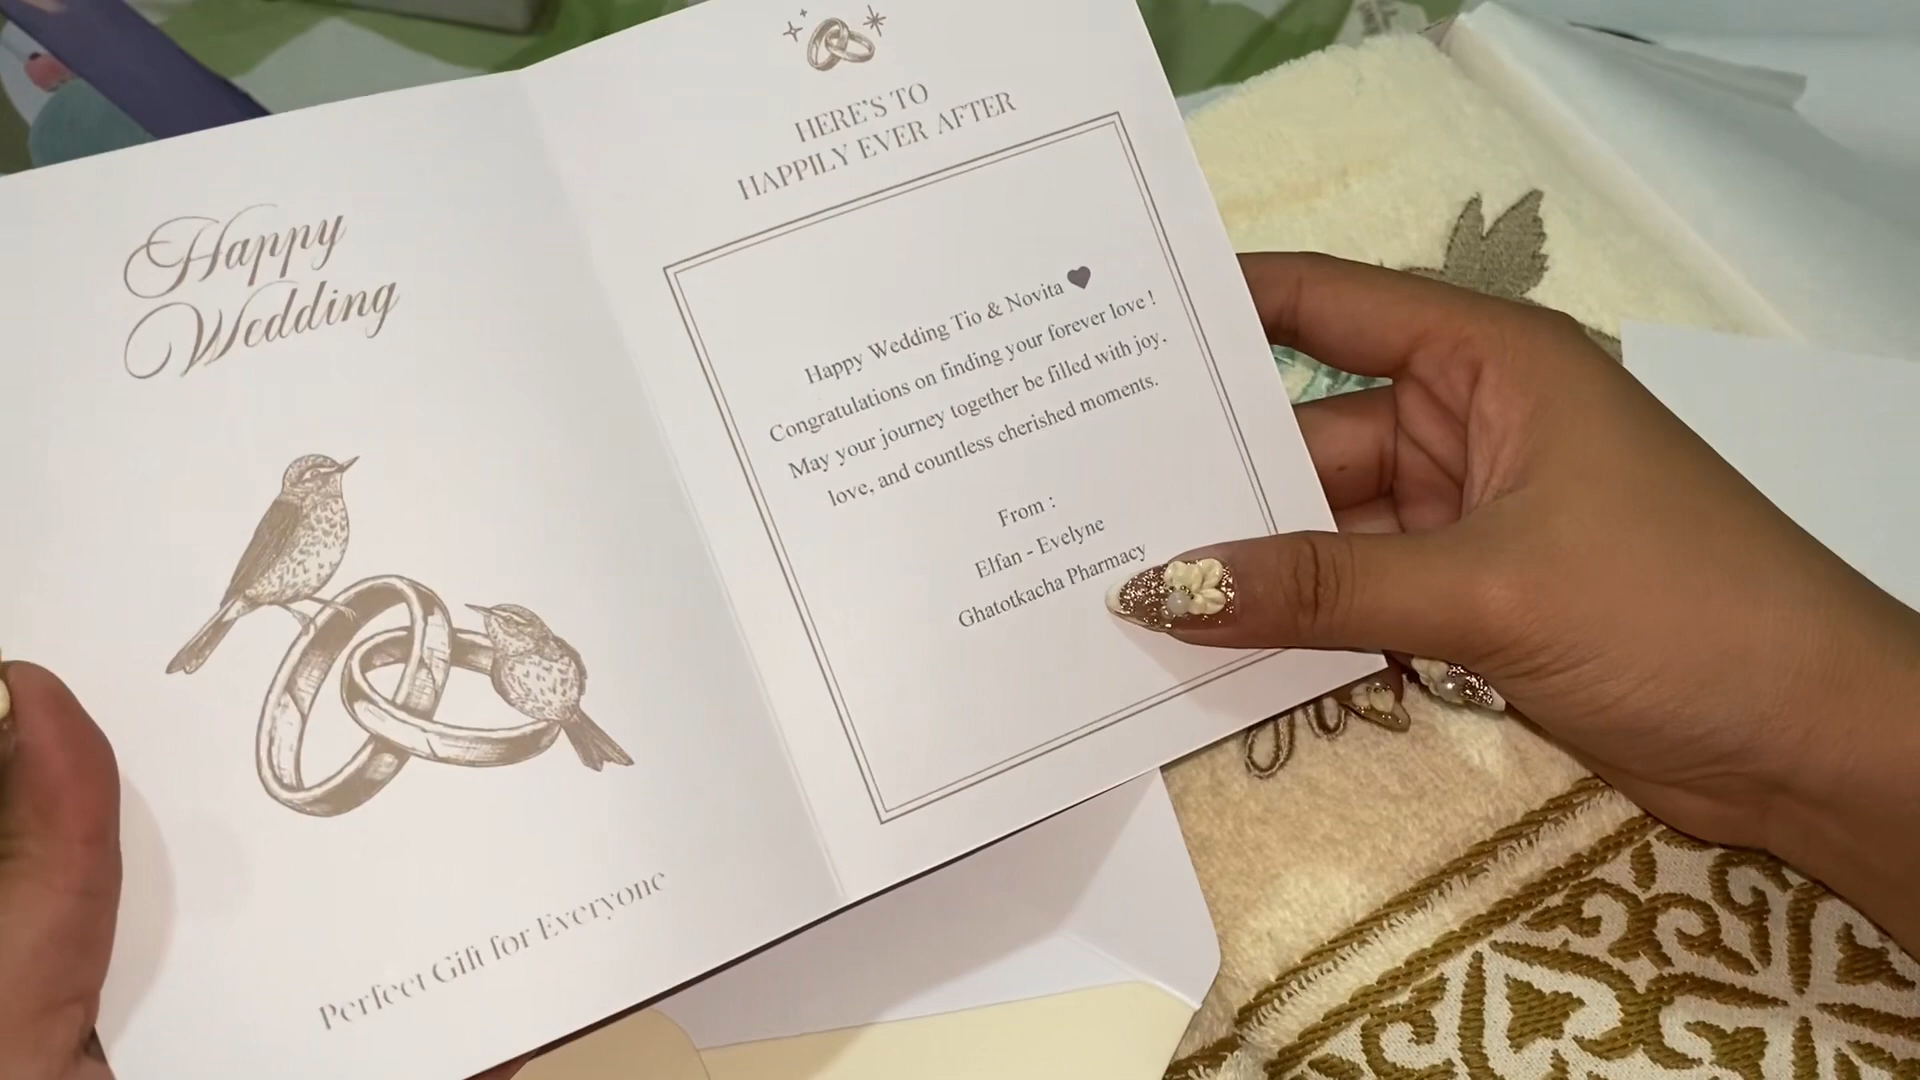 Happy
Wedding
Perfect Gift for Everyone
HERE'S TO
HAPPILY EVER AFTER
Happy Wedding Tio & Novita 🖤
Congratulations on finding your forever love !
May your journey together be filled with joy.
love, and countless cherished moments.
From :
Elfan - Evelyne
Ghatotkacha Pharmacy